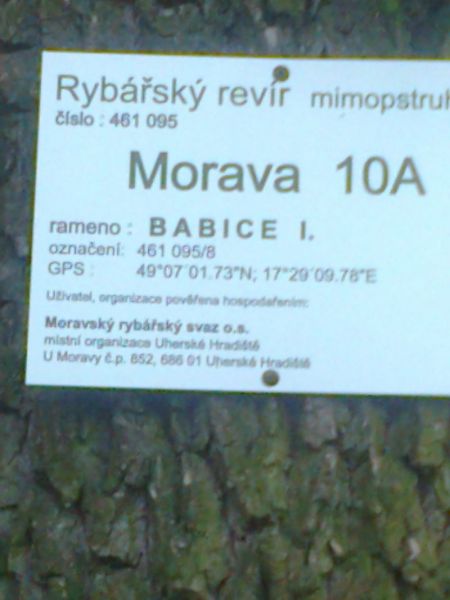 Rybářský revír mimopstruh
číslo : 461 095
Morava 10A
rameno : BABICE I.
označení: 461 095/8
GPS : 49°07´01.73"N; 17°29´09.78"E
Uživatel, organizace pověřena hospodařením:
Moravský rybářský svaz o.s.
místní organizace Uherské Hradiště
U Moravy č.p. 852, 686 01 Uherské Hradiště